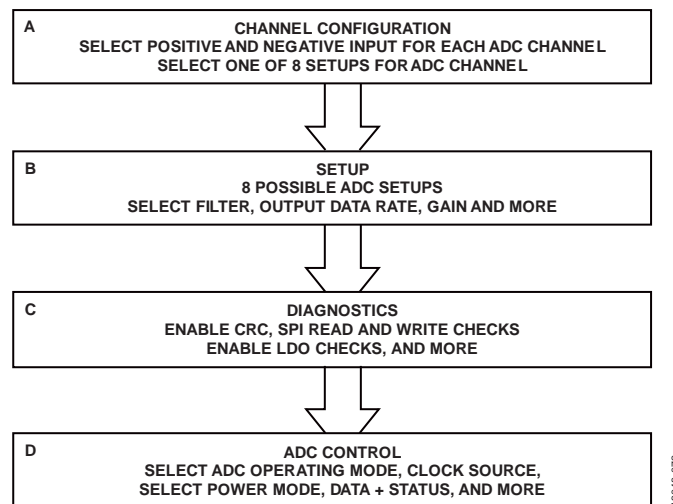 A
CHANNEL CONFIGURATION
SELECT POSITIVE AND NEGATIVE INPUT FOR EACH ADC CHANNEL
SELECT ONE OF 8 SETUPS FOR ADC CHANNEL
B
SETUP
8 POSSIBLE ADC SETUPS
SELECT FILTER, OUTPUT DATA RATE, GAIN AND MORE
C
DIAGNOSTICS
ENABLE CRC, SPI READ AND WRITE CHECKS
ENABLE LDO CHECKS, AND MORE
D
ADC CONTROL
SELECT ADC OPERATING MODE, CLOCK SOURCE,
SELECT POWER MODE, DATA + STATUS, AND MORE